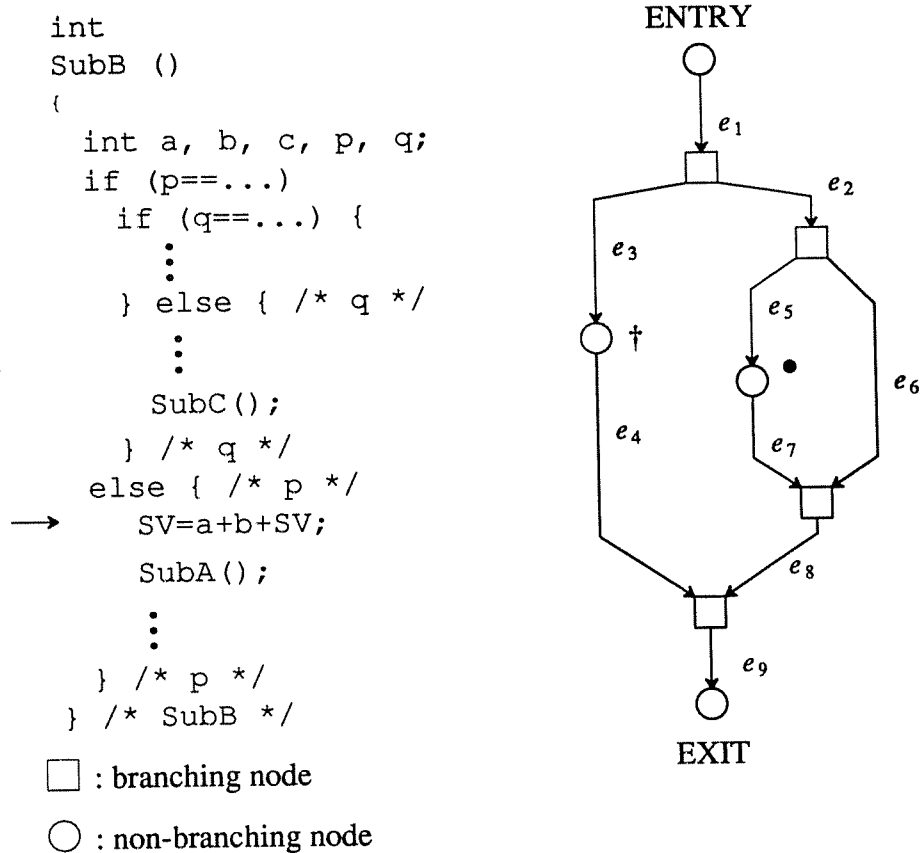 int
SubB ()
{
int a, b, c, p, q;
if (p==...)
if (q==...) {
} else { /* q */
SubC();
} /* q */
else { /* p */
SV=a+b+SV;
SubA();
} /* p */
} /* SubB */
: branching node
: non-branching node
ENTRY
e1
e2
e3
e5
†
e6
e4
e7
e8
e9
EXIT